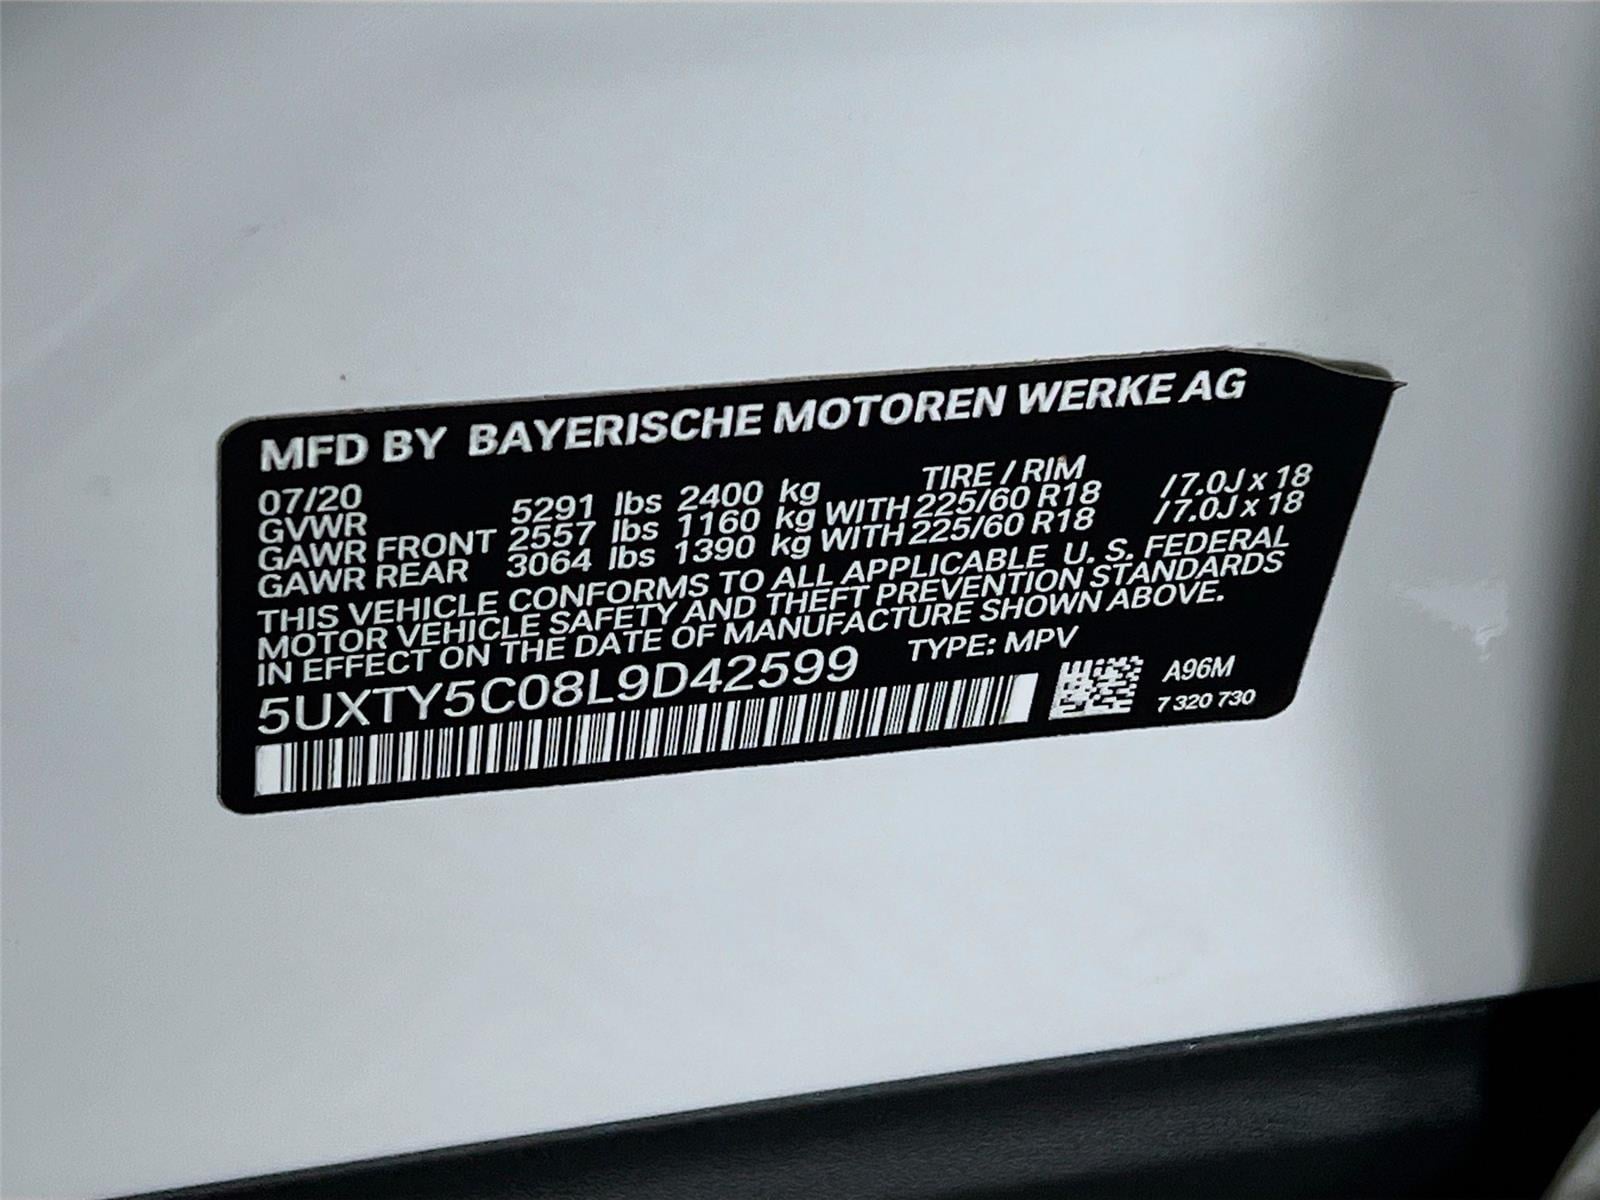 MFD BY BAYERISCHE MOTOREN WERKE AG
07/20 TIRE / RIM
GVWR 5291 lbs 2400 kg
GAWR FRONT 2557 lbs 1160 kg WITH 225/60 R18 /7.0J x 18
GAWR REAR 3064 lbs 1390 kg WITH 225/60 R18 /7.0J x 18
THIS VEHICLE CONFORMS TO ALL APPLICABLE U. S. FEDERAL
MOTOR VEHICLE SAFETY AND THEFT PREVENTION STANDARDS
IN EFFECT ON THE DATE OF MANUFACTURE SHOWN ABOVE.
5UXTY5C08L9D42599 TYPE: MPV
A96M
7 320 730